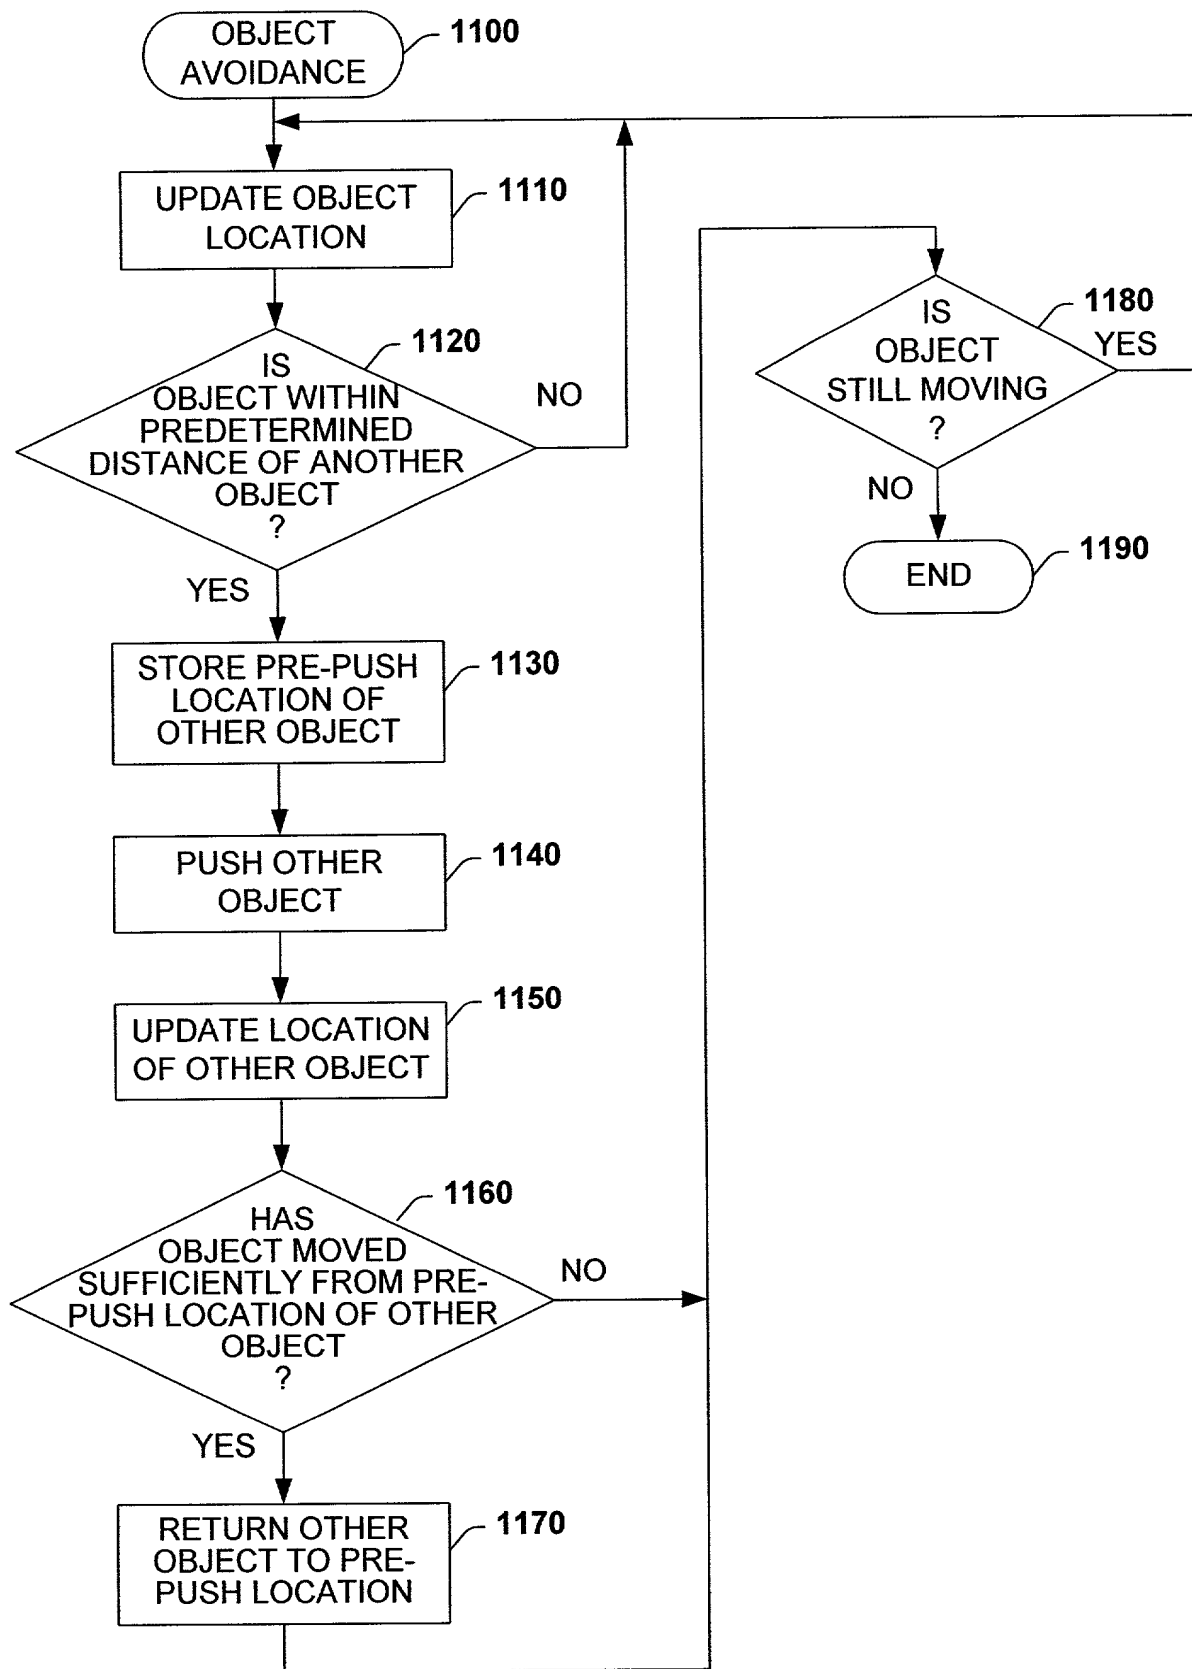 OBJECT
AVOIDANCE
1100
UPDATE OBJECT
LOCATION
1110
IS
OBJECT WITHIN
PREDETERMINED
DISTANCE OF ANOTHER
OBJECT
?
1120
NO
YES
STORE PRE-PUSH
LOCATION OF
OTHER OBJECT
1130
PUSH OTHER
OBJECT
1140
UPDATE LOCATION
OF OTHER OBJECT
1150
HAS
OBJECT MOVED
SUFFICIENTLY FROM PRE-
PUSH LOCATION OF OTHER
OBJECT
?
1160
NO
YES
RETURN OTHER
OBJECT TO PRE-
PUSH LOCATION
1170
IS
OBJECT
STILL MOVING
?
1180
YES
NO
END
1190